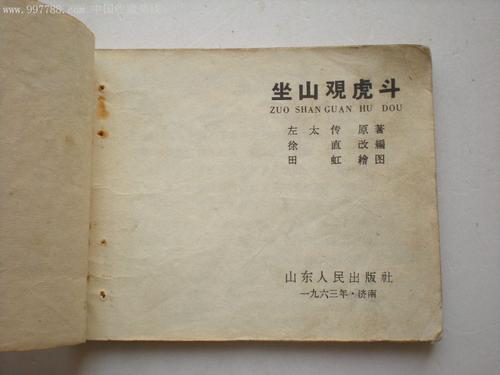 www.997788.com 中国收藏热线
坐山观虎斗
ZUO SHAN GUAN HU DOU
左太传 原著
徐直 改編
田虹 繪图
山东人民出版社
一九六三年·济南